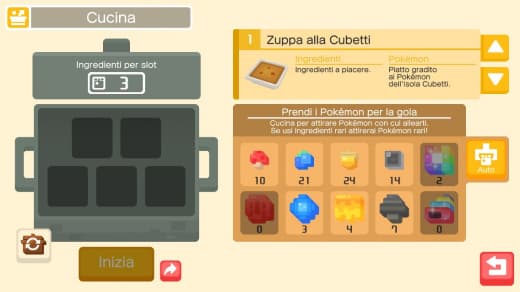 Cucina
Ingredienti per slot
3
1 Zuppa alla Cubetti
Ingredienti
Ingredienti a piacere.
Pokémon
Piatto gradito
ai Pokémon
dell'Isola Cubetti.
Prendi i Pokémon per la gola
Cucina per attirare Pokémon con cui allearti.
Se usi ingredienti rari attirerai Pokémon rari!
10 21 24 14 2
0 3 4 7 0
Auto
Inizia